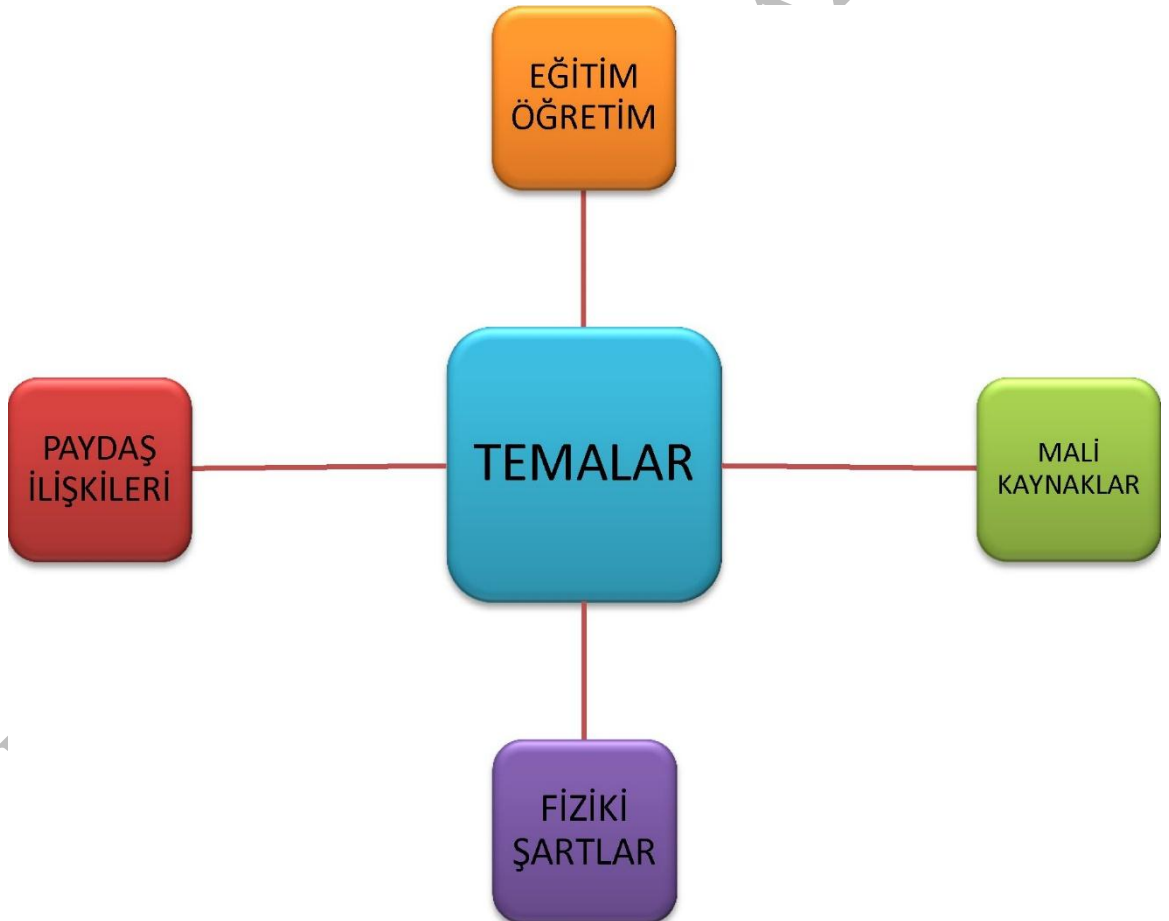 EĞİTİM
ÖĞRETİM
PAYDAŞ
İLİŞKİLERİ
TEMALAR
MALİ
KAYNAKLAR
FİZİKİ
ŞARTLAR